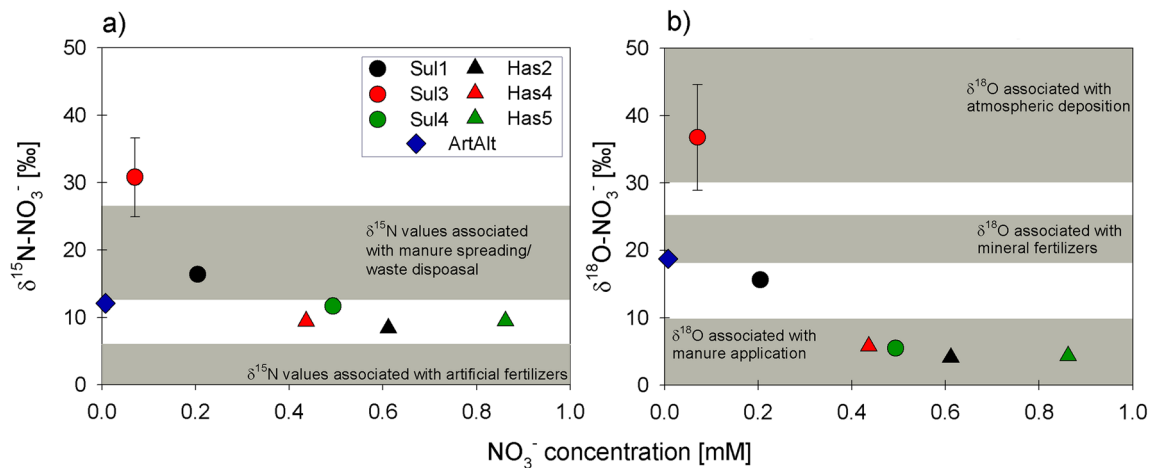 a)
δ15N-NO3- [‰]
50
40
30
20
10
0
Sul1
Has2
Sul3
Has4
Sul4
Has5
ArtAlt
δ15N values associated
with manure spreading/
waste dispoasal
δ15N values associated with artificial fertilizers
0.0 0.2 0.4 0.6 0.8 1.0
b)
δ18O-NO3- [‰]
50
40
30
20
10
0
δ18O associated with
atmospheric deposition
δ18O associated with
mineral fertilizers
δ18O associated with
manure application
0.0 0.2 0.4 0.6 0.8 1.0
NO3- concentration [mM]